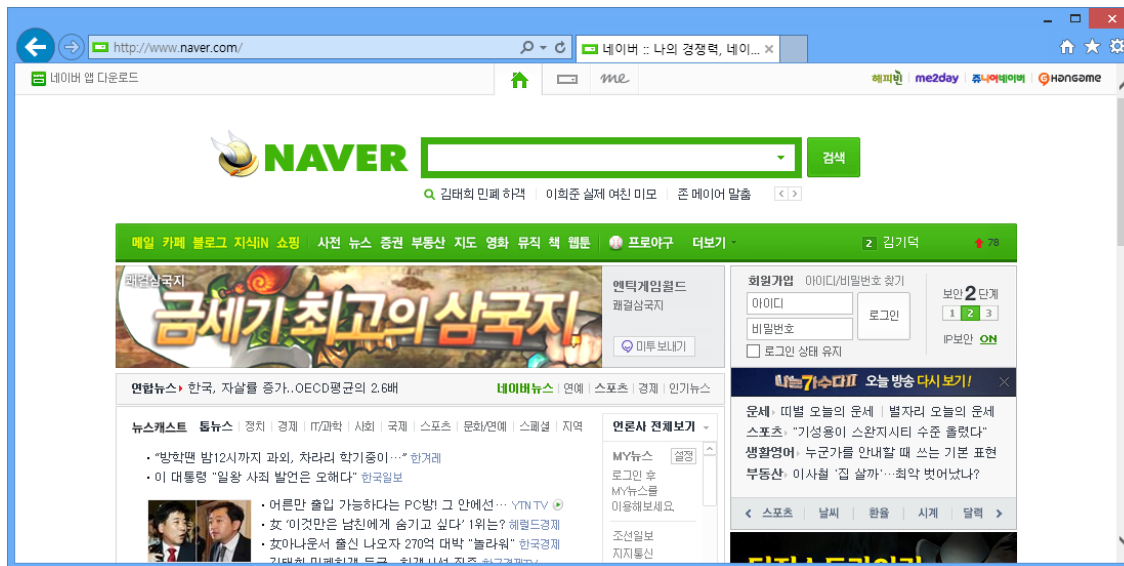 http://www.naver.com/
네이버 :: 나의 경쟁력, 네이...
네이버 앱 다운로드
me
해피빈 me2day 쥬니어네이버 Hangame
NAVER
검색
김태희 민폐 하객 이희준 실제 여친 미모 존 메이어 말춤
메일 카페 블로그 지식iN 쇼핑 사전 뉴스 증권 부동산 지도 영화 뮤직 책 웹툰 프로야구 더보기
2 김기덕 78
쾌걸삼국지
금세기 최고의 삼국지
엔틱게임월드
쾌걸삼국지
미투 보내기
회원가입 아이디/비밀번호 찾기
아이디
비밀번호
로그인
로그인 상태 유지
보안 2 단계
1 2 3
IP보안 ON
연합뉴스 한국, 자살률 증가..OECD평균의 2.6배
네이버뉴스 연예 스포츠 경제 인기뉴스
나는가수다II 오늘 방송 다시 보기!
뉴스캐스트 톱뉴스 정치 경제 IT/과학 사회 국제 스포츠 문화/연예 스페셜 지역
"방학땐 밤12시까지 과외, 차라리 학기중이…" 한겨레
이 대통령 "일왕 사죄 발언은 오해다" 한국일보
어른만 출입 가능하다는 PC방! 그 안에선… YTN TV
女 '이것만은 남친에게 숨기고 싶다' 1위는? 헤럴드경제
女아나운서 출신 나모자 270억 대박 "놀라워" 한국경제
언론사 전체보기
MY뉴스 설정
로그인 후
MY뉴스를
이용해보세요.
조선일보
지지통신
운세 띠별 오늘의 운세 별자리 오늘의 운세
스포츠 "기성용이 스완지시티 수준 올렸다"
생활영어 누군가를 안내할 때 쓰는 기본 표현
부동산 이사철 '집 살까'…최악 벗어났나?
스포츠 날씨 환율 시계 달력